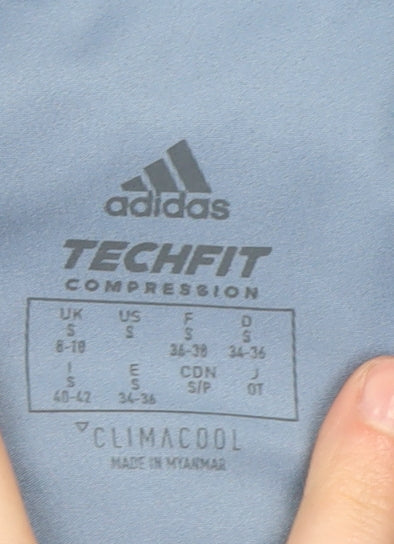 adidas
TECHFIT
COMPRESSION
UK US F D
S S S S
8-10 36-38 34-36
I E CDN J
S S S/P OT
40-42 34-36
CLIMACOOL
MADE IN MYANMAR